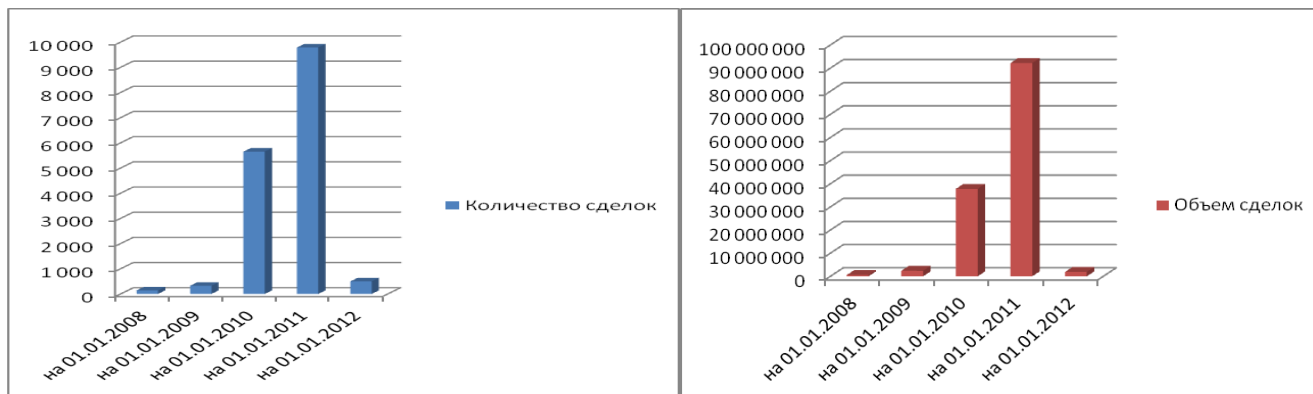 10 000
9 000
8 000
7 000
6 000
5 000
4 000
3 000
2 000
1 000
0
на 01.01.2008
на 01.01.2009
на 01.01.2010
на 01.01.2011
на 01.01.2012
Количество сделок
100 000 000
90 000 000
80 000 000
70 000 000
60 000 000
50 000 000
40 000 000
30 000 000
20 000 000
10 000 000
0
на 01.01.2008
на 01.01.2009
на 01.01.2010
на 01.01.2011
на 01.01.2012
Объем сделок